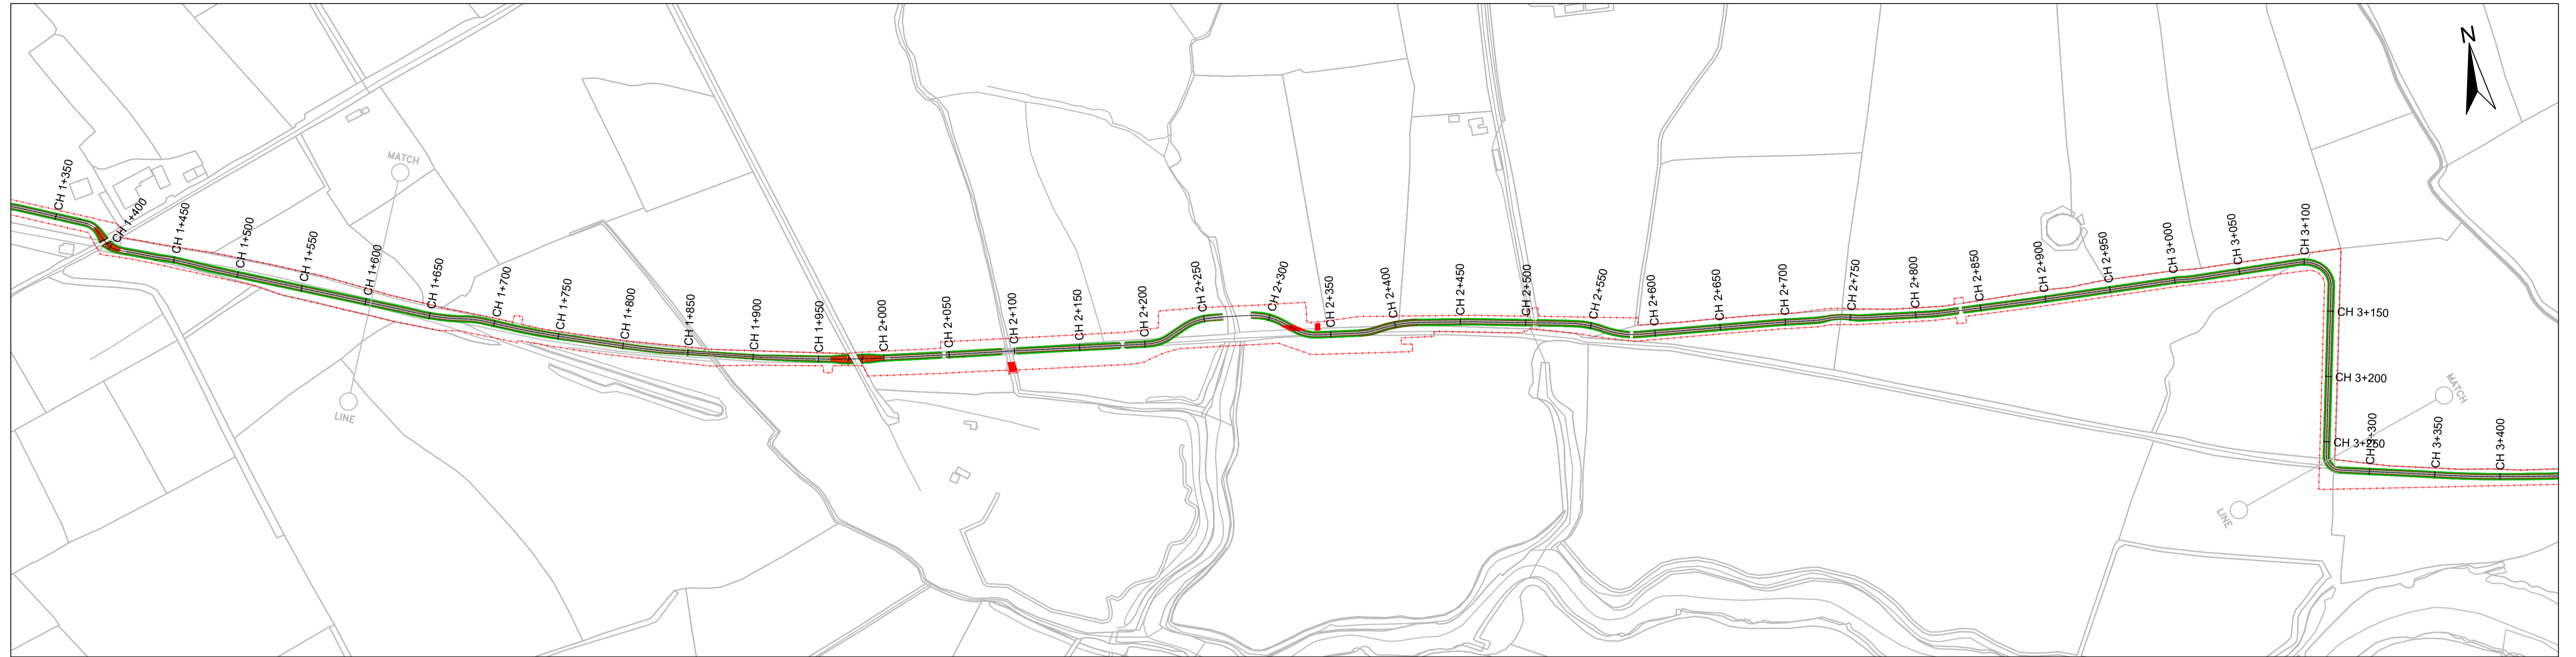 N
MATCH
LINE
CH 1+350
CH 1+400
CH 1+450
CH 1+500
CH 1+550
CH 1+600
CH 1+650
CH 1+700
CH 1+750
CH 1+800
CH 1+850
CH 1+900
CH 1+950
CH 2+000
CH 2+050
CH 2+100
CH 2+150
CH 2+200
CH 2+250
CH 2+300
CH 2+350
CH 2+400
CH 2+450
CH 2+500
CH 2+550
CH 2+600
CH 2+650
CH 2+700
CH 2+750
CH 2+800
CH 2+850
CH 2+900
CH 2+950
CH 3+000
CH 3+050
CH 3+100
CH 3+150
CH 3+200
CH 3+250
CH 3+300
CH 3+350
CH 3+400
MATCH
LINE